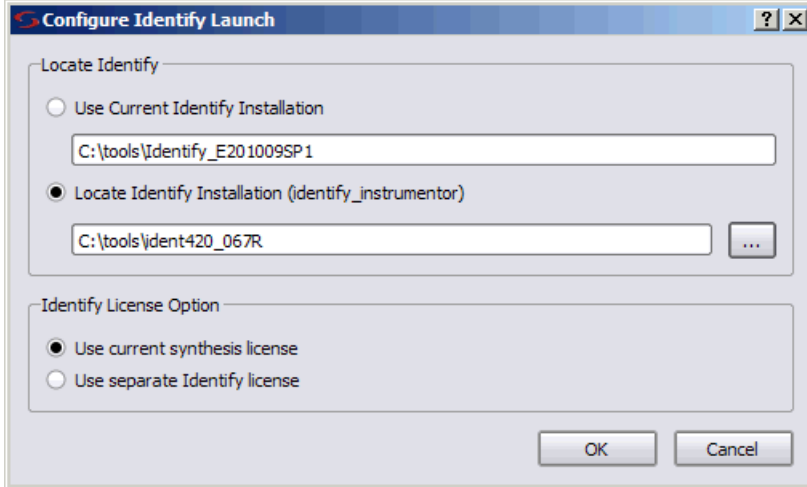 Configure Identify Launch
Locate Identify
Use Current Identify Installation
C:\tools\Identify_E201009SP1
Locate Identify Installation (identify_instrumentor)
C:\tools\ident420_067R
...
Identify License Option
Use current synthesis license
Use separate Identify license
OK Cancel